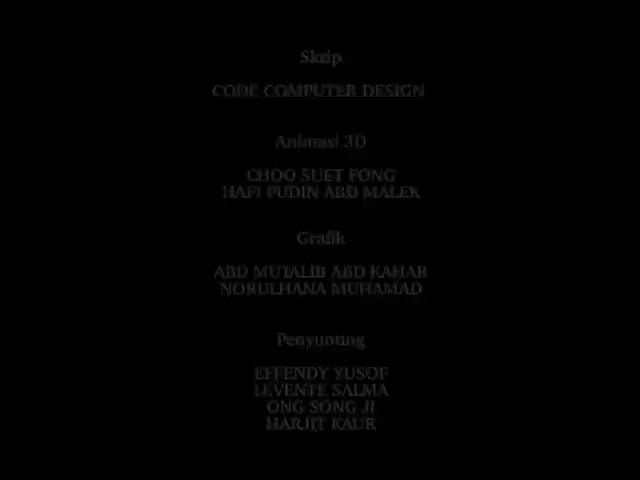 Skrip
CODE COMPUTER DESIGN
Animasi 3D
CHOO SUET FONG
HAFI PUDIN ABD MALEK
Grafik
ABD MUTALIB ABD KAHAR
NORULHANA MUHAMAD
Penyunting
EFFENDY YUSOF
LEVENTE SALMA
ONG SONG JI
HARJIT KAUR